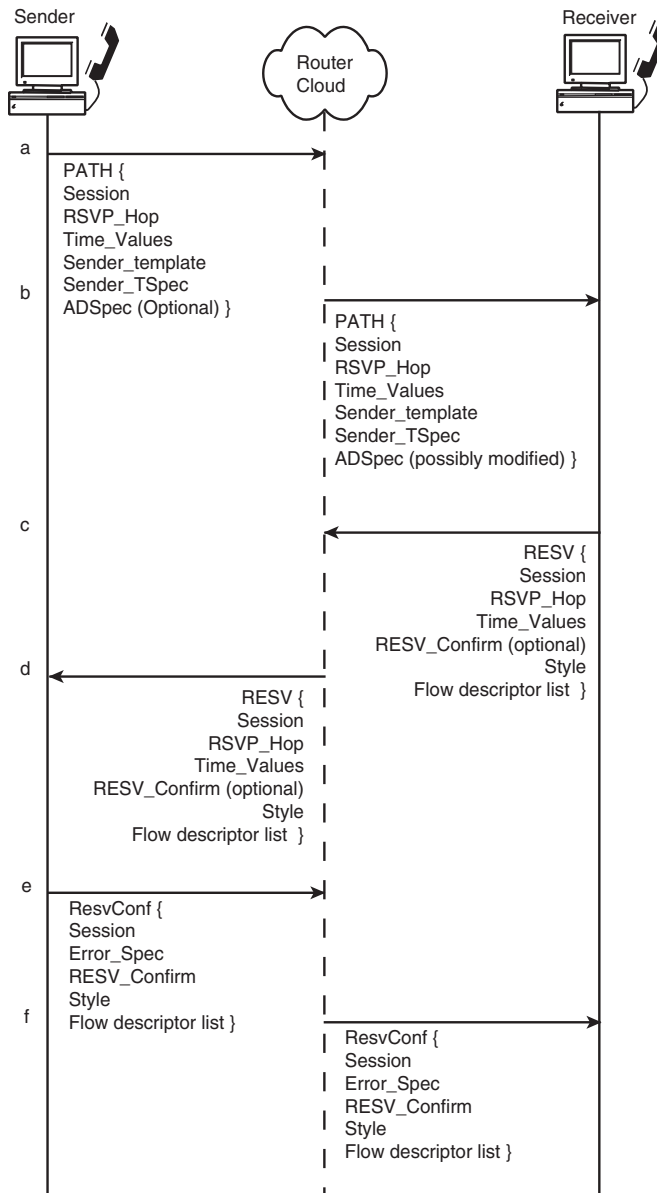 Sender
Router
Cloud
Receiver
a
PATH {
Session
RSVP_Hop
Time_Values
Sender_template
Sender_TSpec
ADSpec (Optional) }
b
PATH {
Session
RSVP_Hop
Time_Values
Sender_template
Sender_TSpec
ADSpec (possibly modified) }
c
RESV {
Session
RSVP_Hop
Time_Values
RESV_Confirm (optional)
Style
Flow descriptor list }
d
RESV {
Session
RSVP_Hop
Time_Values
RESV_Confirm (optional)
Style
Flow descriptor list }
e
ResvConf {
Session
Error_Spec
RESV_Confirm
Style
Flow descriptor list }
f
ResvConf {
Session
Error_Spec
RESV_Confirm
Style
Flow descriptor list }